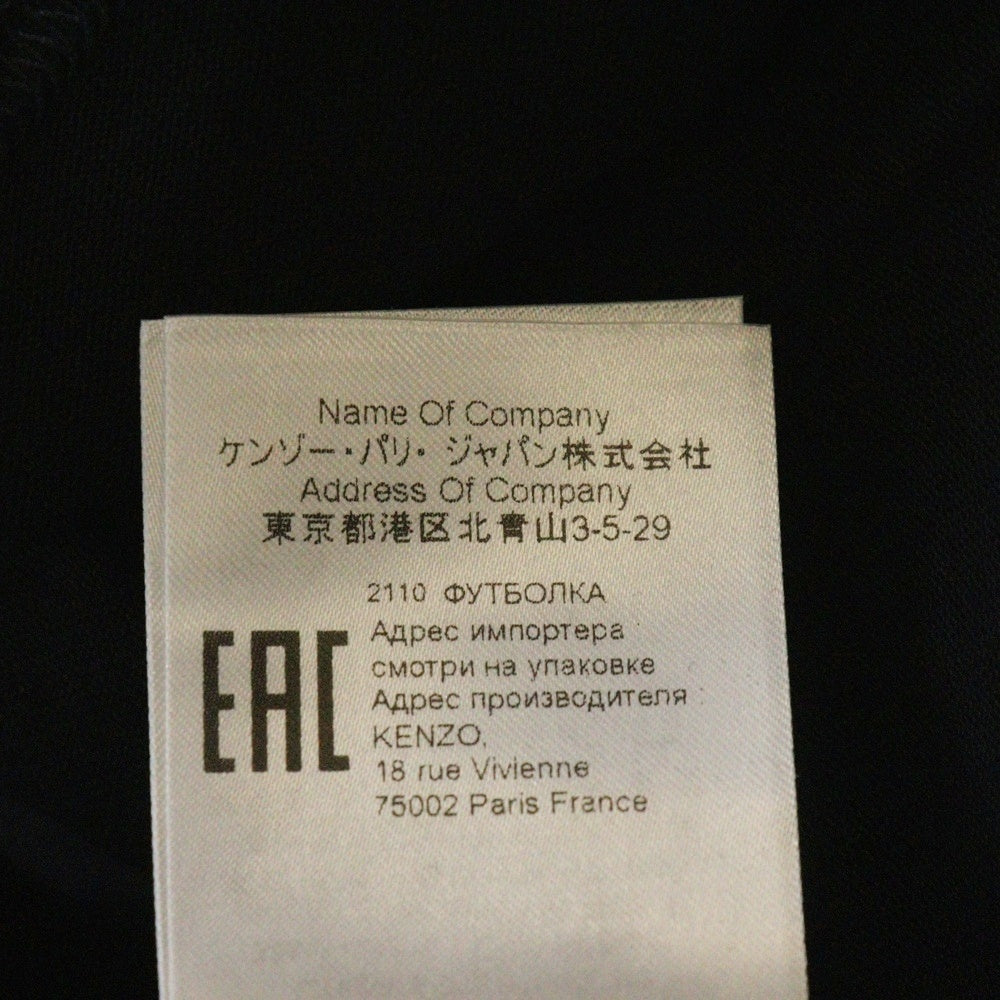 Name Of Company
ケンゾー・パリ・ジャパン株式会社
Address Of Company
東京都港区北青山3-5-29
2110 ФУТБОЛКА
EAC
Адрес импортера
смотри на упаковке
Адрес производителя :
KENZO,
18 rue Vivienne
75002 Paris France